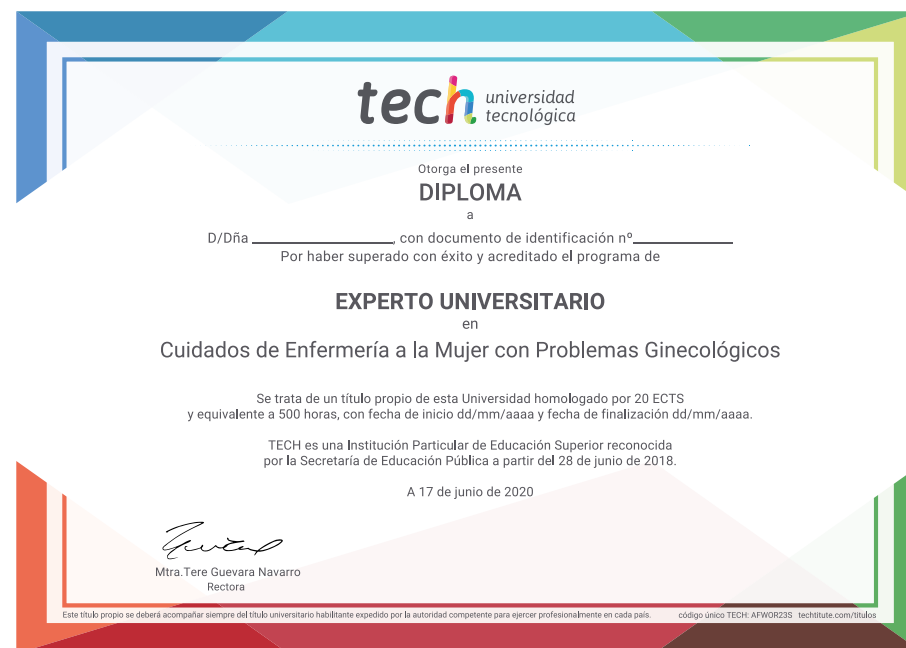 tech universidad
tecnológica
Otorga el presente
DIPLOMA
a
D/Dña ____________________, con documento de identificación nº______________
Por haber superado con éxito y acreditado el programa de
EXPERTO UNIVERSITARIO
en
Cuidados de Enfermería a la Mujer con Problemas Ginecológicos
Se trata de un título propio de esta Universidad homologado por 20 ECTS
y equivalente a 500 horas, con fecha de inicio dd/mm/aaaa y fecha de finalización dd/mm/aaaa.
TECH es una Institución Particular de Educación Superior reconocida
por la Secretaría de Educación Pública a partir del 28 de junio de 2018.
A 17 de junio de 2020
Mtra.Tere Guevara Navarro
Rectora
Este título propio se deberá acompañar siempre del título universitario habilitante expedido por la autoridad competente para ejercer profesionalmente en cada país. código único TECH: AFWOR23S techtitute.com/titulos